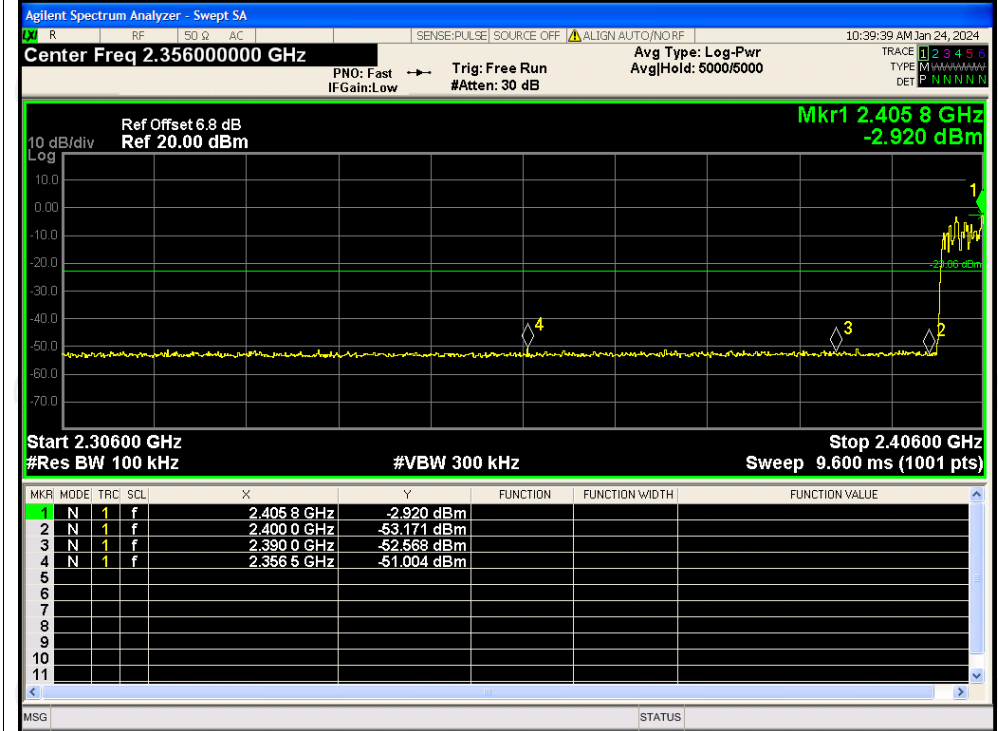 Agilent Spectrum Analyzer - Swept SA
LXI R RF 50 Ω AC SENSE:PULSE SOURCE OFF ALIGN AUTO/NO RF 10:39:39 AM Jan 24, 2024
Center Freq 2.356000000 GHz Avg Type: Log-Pwr TRACE 1 2 3 4 5 6
PNO: Fast Trig: Free Run Avg|Hold: 5000/5000 TYPE M WWWWW
IFGain:Low #Atten: 30 dB DET P N N N N N
Mkr1 2.405 8 GHz
Ref Offset 6.8 dB
10 dB/div Ref 20.00 dBm -2.920 dBm
Log
10.0
1
0.00
-10.0
-20.0
-23.06 dBm
-30.0
-40.0
4 3 2
-50.0
-60.0
-70.0
Start 2.30600 GHz Stop 2.40600 GHz
#Res BW 100 kHz #VBW 300 kHz Sweep 9.600 ms (1001 pts)
MKR MODE TRC SCL X Y FUNCTION FUNCTION WIDTH FUNCTION VALUE
1 N 1 f 2.405 8 GHz -2.920 dBm
2 N 1 f 2.400 0 GHz -53.171 dBm
3 N 1 f 2.390 0 GHz -52.568 dBm
4 N 1 f 2.356 5 GHz -51.004 dBm
5
6
7
8
9
10
11
MSG STATUS